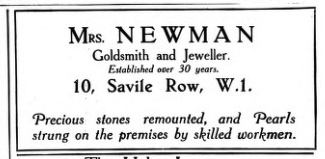 Mrs. NEWMAN
Goldsmith and Jeweller.
Established over 30 years.
10, Savile Row, W.1.
Precious stones remounted, and Pearls
strung on the premises by skilled workmen.